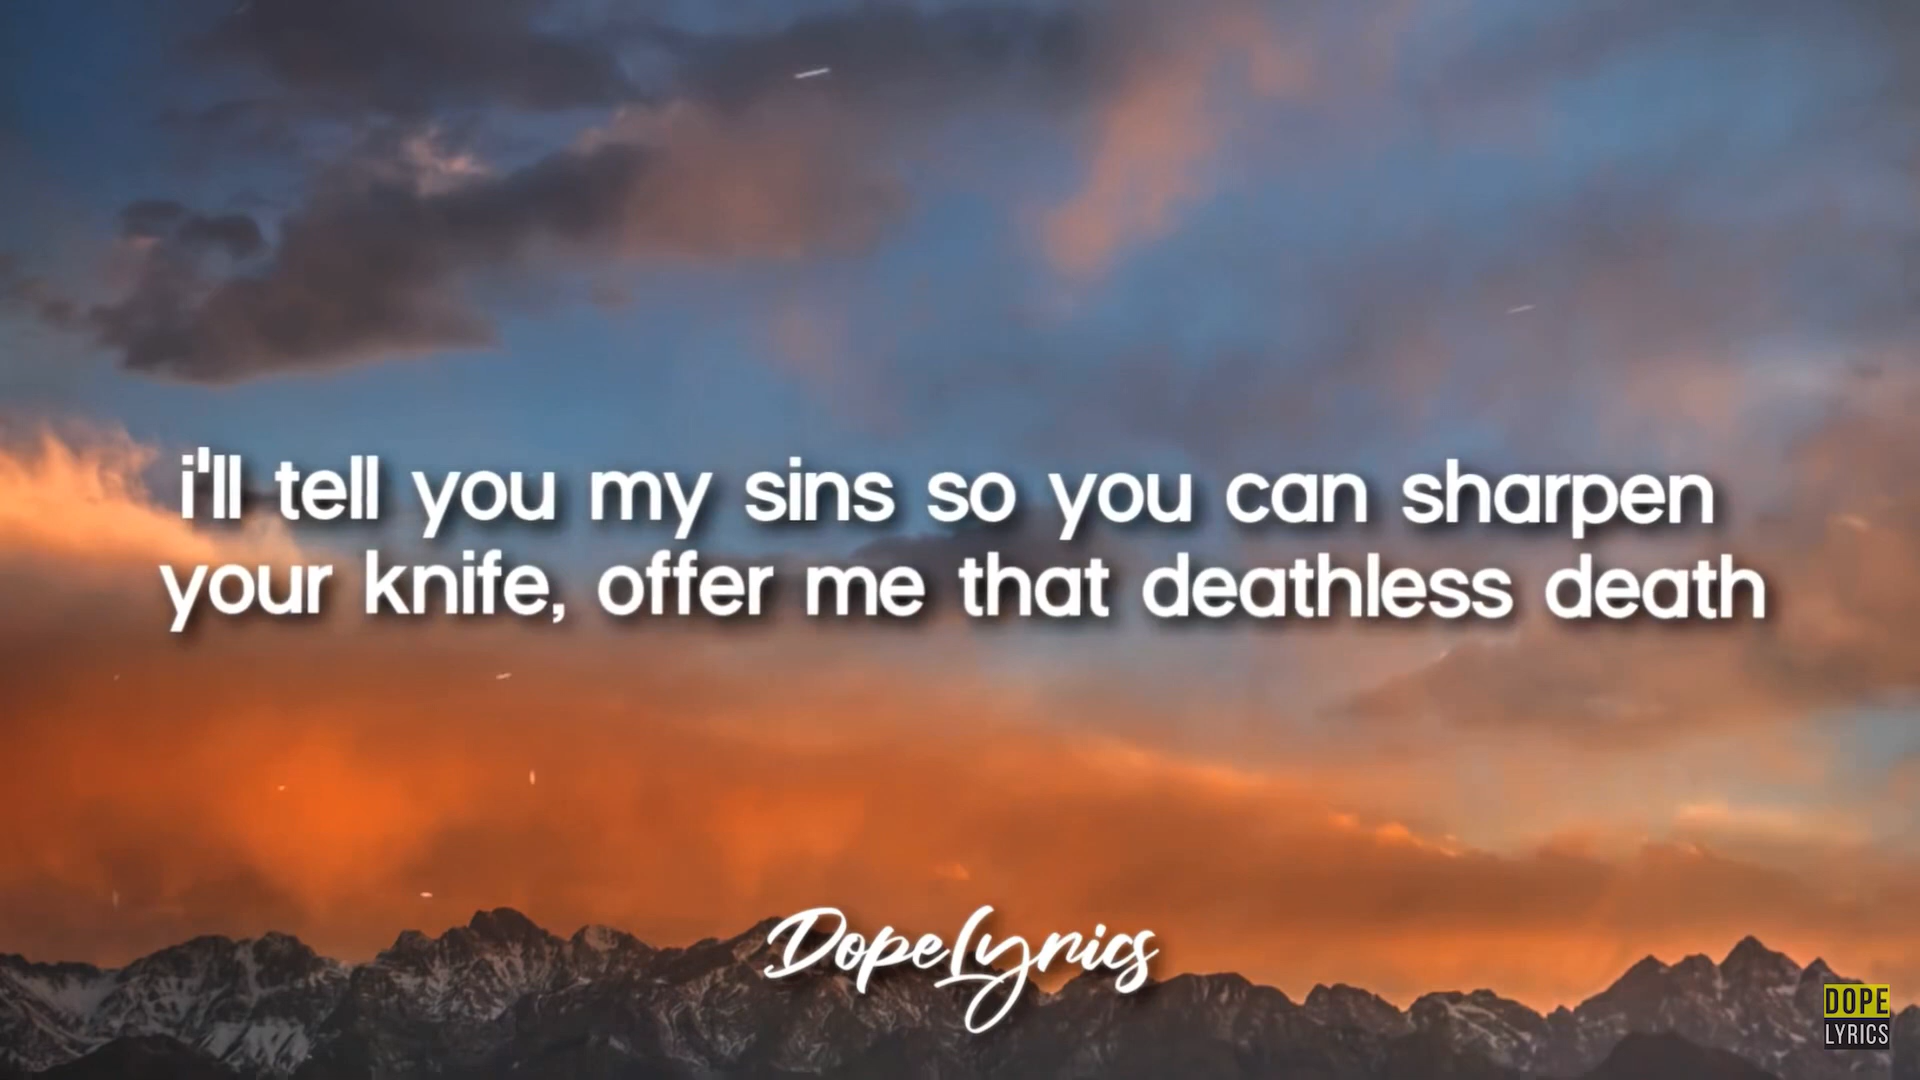 i'll tell you my sins so you can sharpen
your knife, offer me that deathless death
DopeLyrics
DOPE
LYRICS